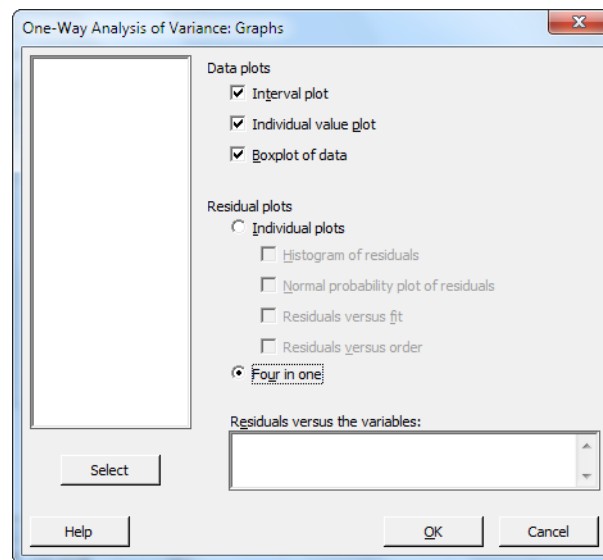 One-Way Analysis of Variance: Graphs
Data plots
Interval plot
Individual value plot
Boxplot of data
Residual plots
Individual plots
Histogram of residuals
Normal probability plot of residuals
Residuals versus fit
Residuals versus order
Four in one
Residuals versus the variables:
Select
Help
OK
Cancel